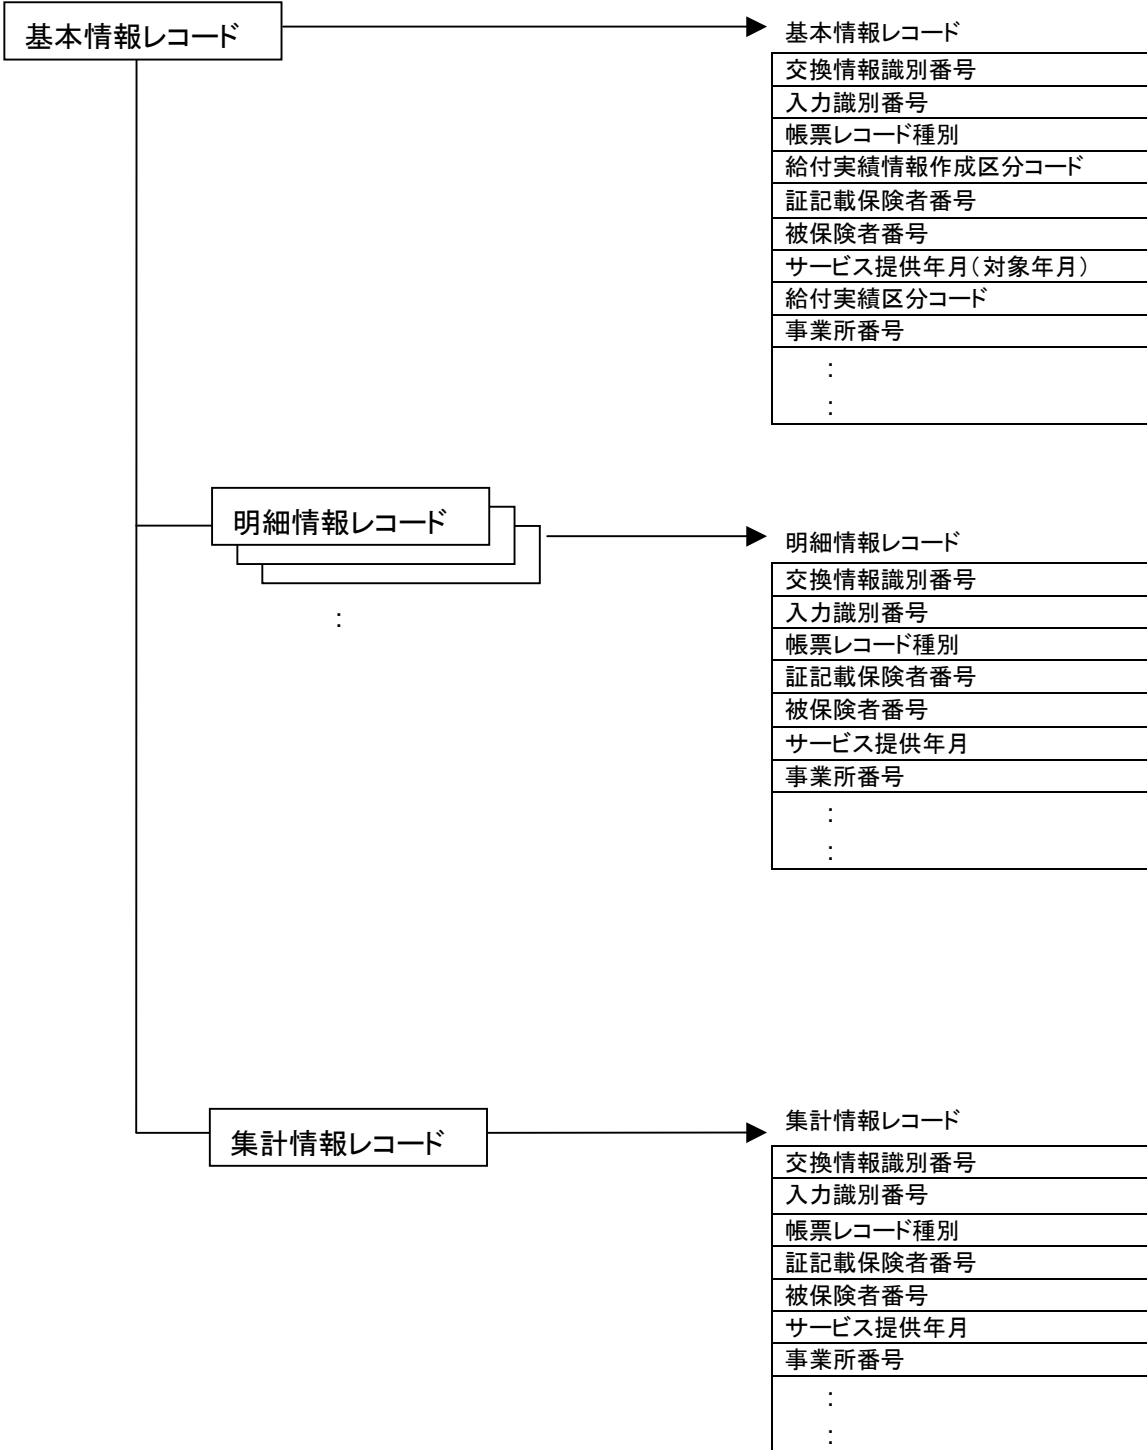 基本情報レコード
基本情報レコード
交換情報識別番号
入力識別番号
帳票レコード種別
給付実績情報作成区分コード
証記載保険者番号
被保険者番号
サービス提供年月(対象年月)
給付実績区分コード
事業所番号
:
:
明細情報レコード
:
明細情報レコード
交換情報識別番号
入力識別番号
帳票レコード種別
証記載保険者番号
被保険者番号
サービス提供年月
事業所番号
:
:
集計情報レコード
集計情報レコード
交換情報識別番号
入力識別番号
帳票レコード種別
証記載保険者番号
被保険者番号
サービス提供年月
事業所番号
:
: